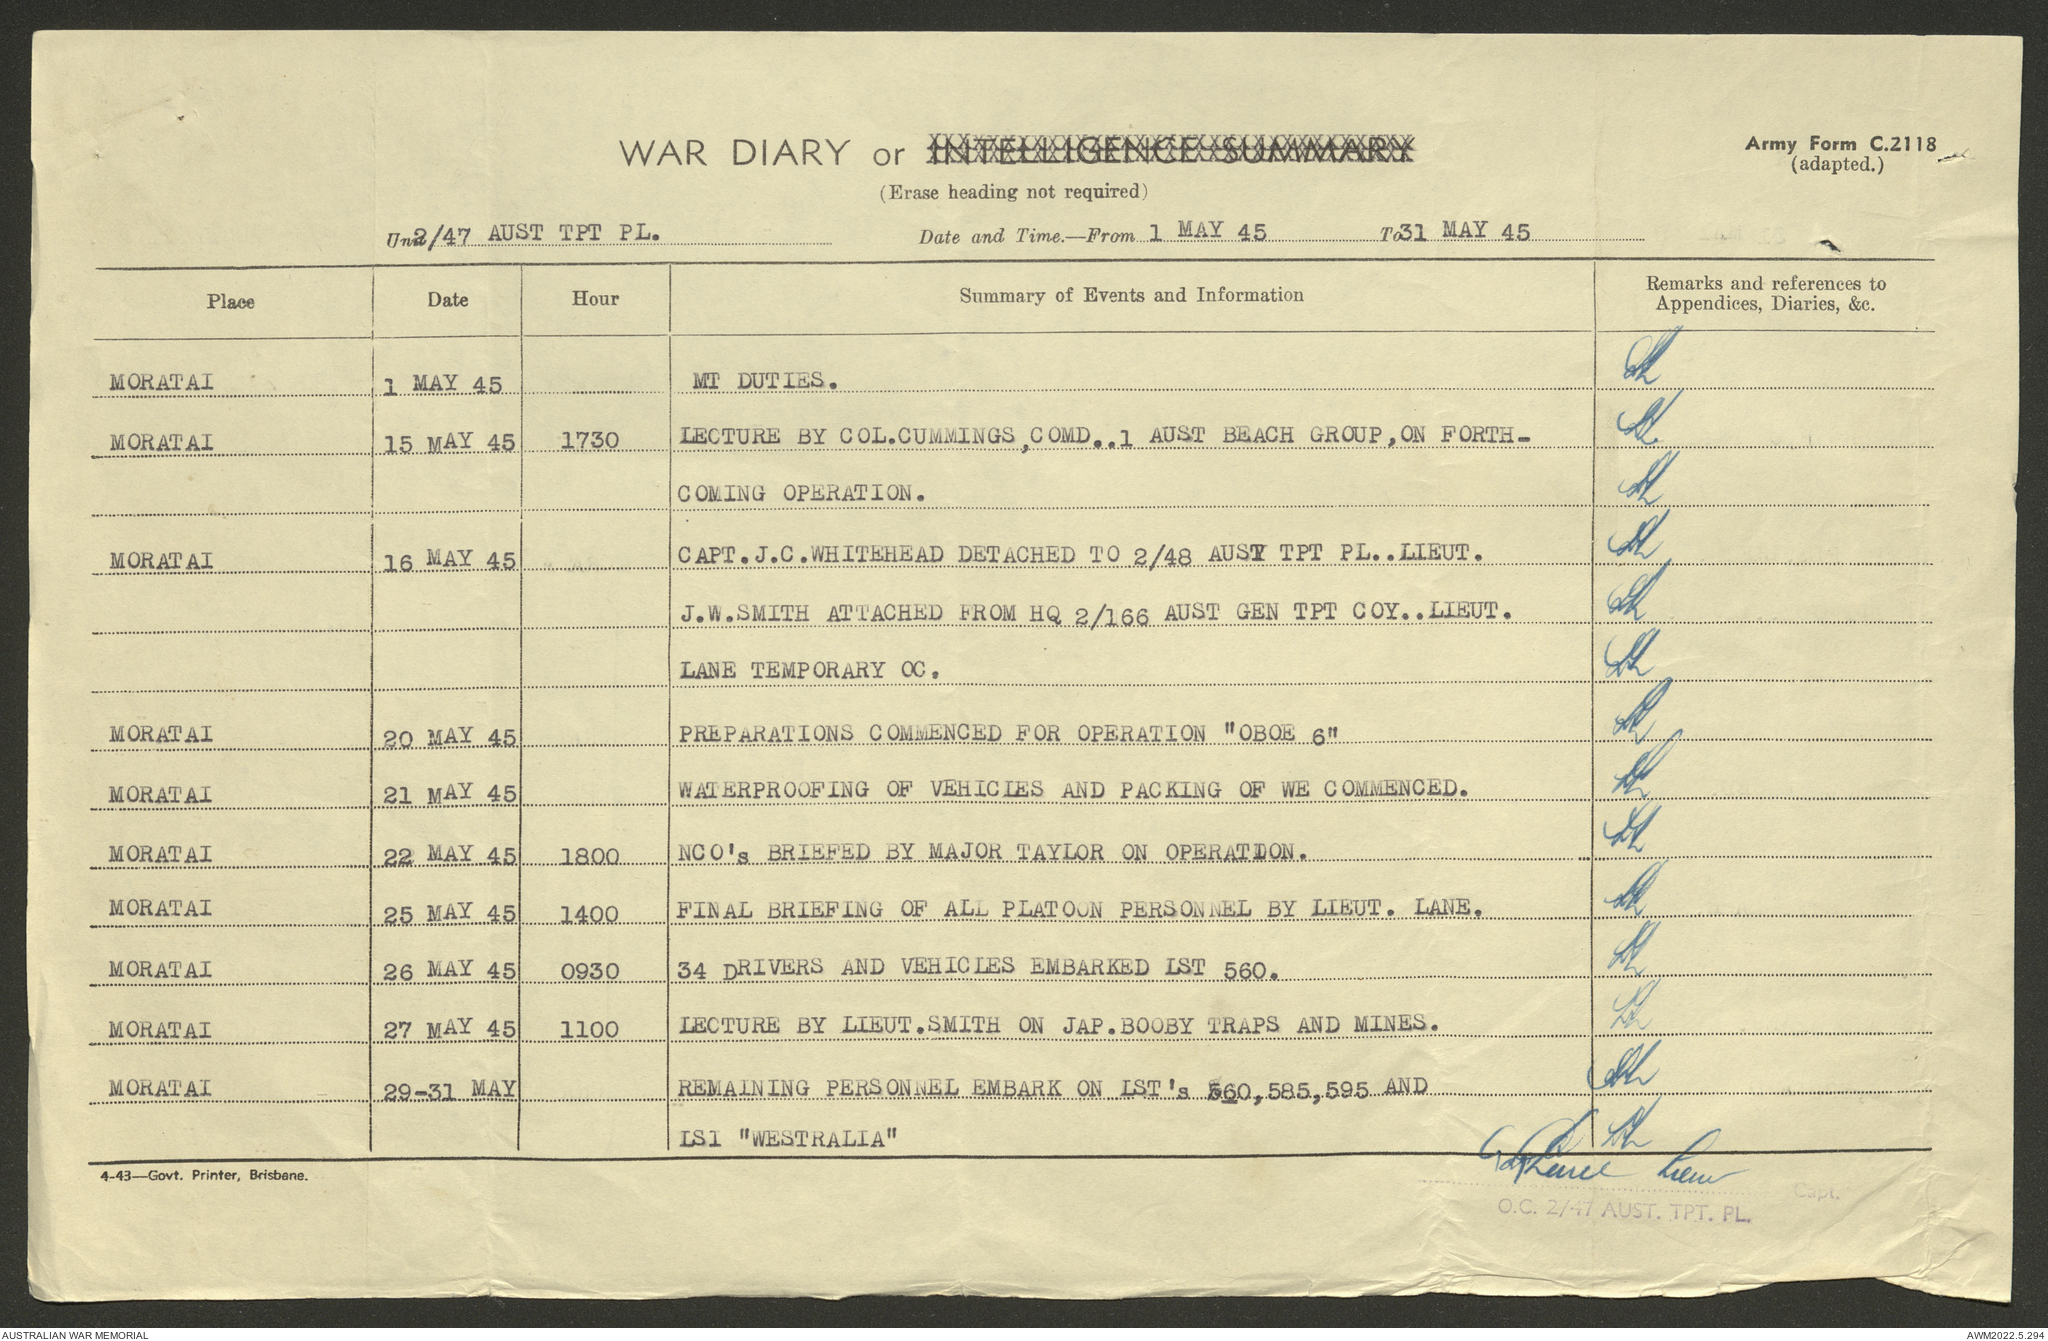 WAR DIARY or INTELLIGENCE SUMMARY
Army Form C.2118
(adapted.)
(Erase heading not required)
Unit 2/47 AUST TPT PL. Date and Time.—From 1 MAY 45 To 31 MAY 45
Place Date Hour Summary of Events and Information Remarks and references to
Appendices, Diaries, &c.
MORATAI 1 MAY 45 MT DUTIES.
MORATAI 15 MAY 45 1730 LECTURE BY COL.CUMMINGS,COMD..1 AUST BEACH GROUP,ON FORTH-
COMING OPERATION.
MORATAI 16 MAY 45 CAPT.J.C.WHITEHEAD DETACHED TO 2/48 AUST TPT PL..LIEUT.
J.W.SMITH ATTACHED FROM HQ 2/166 AUST GEN TPT COY..LIEUT.
LANE TEMPORARY OC.
MORATAI 20 MAY 45 PREPARATIONS COMMENCED FOR OPERATION "OBOE 6"
MORATAI 21 MAY 45 WATERPROOFING OF VEHICLES AND PACKING OF WE COMMENCED.
MORATAI 22 MAY 45 1800 NCO's BRIEFED BY MAJOR TAYLOR ON OPERATION.
MORATAI 25 MAY 45 1400 FINAL BRIEFING OF ALL PLATOON PERSONNEL BY LIEUT. LANE.
MORATAI 26 MAY 45 0930 34 DRIVERS AND VEHICLES EMBARKED LST 560.
MORATAI 27 MAY 45 1100 LECTURE BY LIEUT.SMITH ON JAP.BOOBY TRAPS AND MINES.
MORATAI 29-31 MAY REMAINING PERSONNEL EMBARK ON LST's 560,585,595 AND
LSI "WESTRALIA"
4-43—Govt. Printer, Brisbane.
Capt.
O.C. 2/47 AUST. TPT. PL.
AUSTRALIAN WAR MEMORIAL
AWM2022.5.294